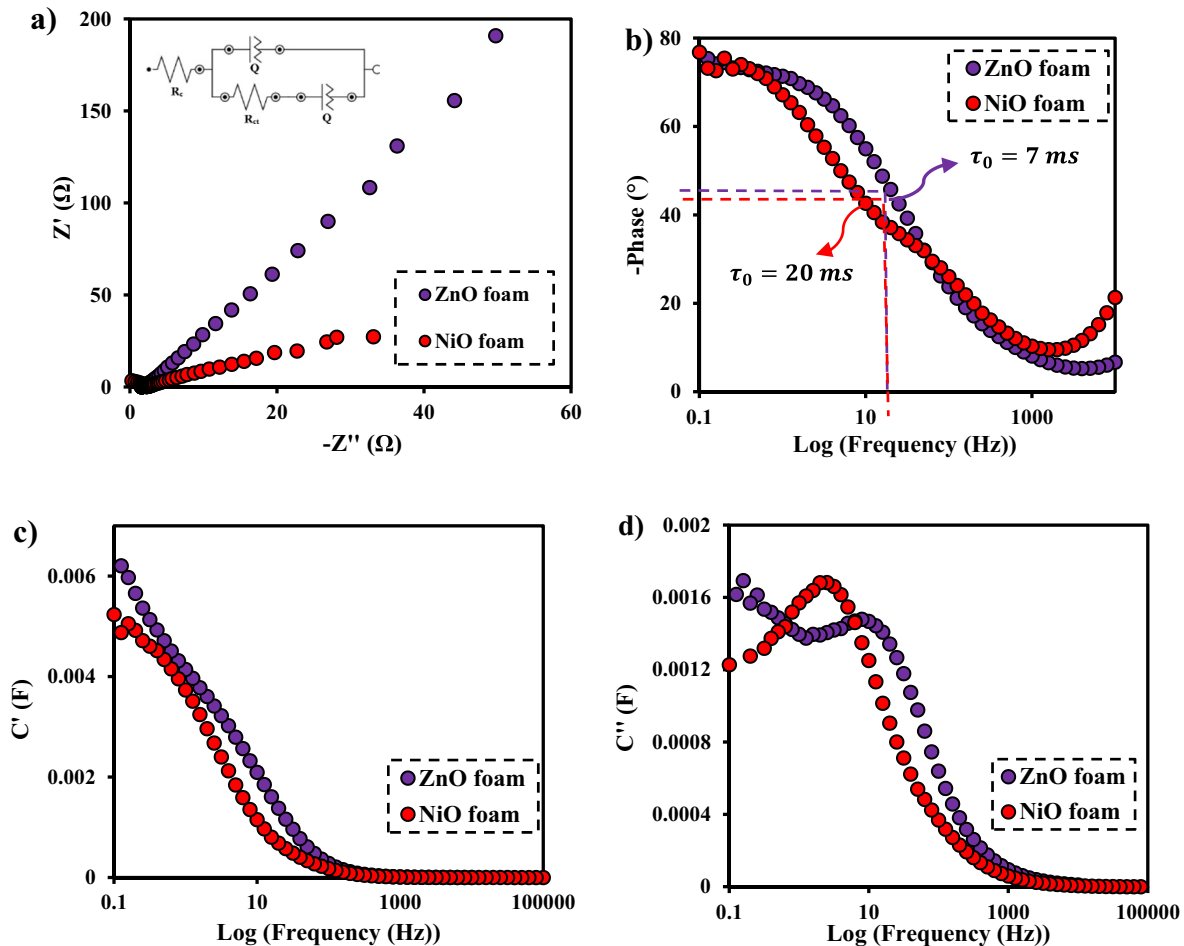 a)
200
150
100
50
0
Z' (Ω)
0
20
40
60
-Z'' (Ω)
R_c
Q
R_ct
Q
ZnO foam
NiO foam
b)
80
60
40
20
0
-Phase (°)
0.1
10
1000
Log (Frequency (Hz))
ZnO foam
NiO foam
τ₀ = 7 ms
τ₀ = 20 ms
c)
0.006
0.004
0.002
0
C' (F)
0.1
10
1000
100000
Log (Frequency (Hz))
ZnO foam
NiO foam
d)
0.002
0.0016
0.0012
0.0008
0.0004
0
C'' (F)
0.1
10
1000
100000
Log (Frequency (Hz))
ZnO foam
NiO foam